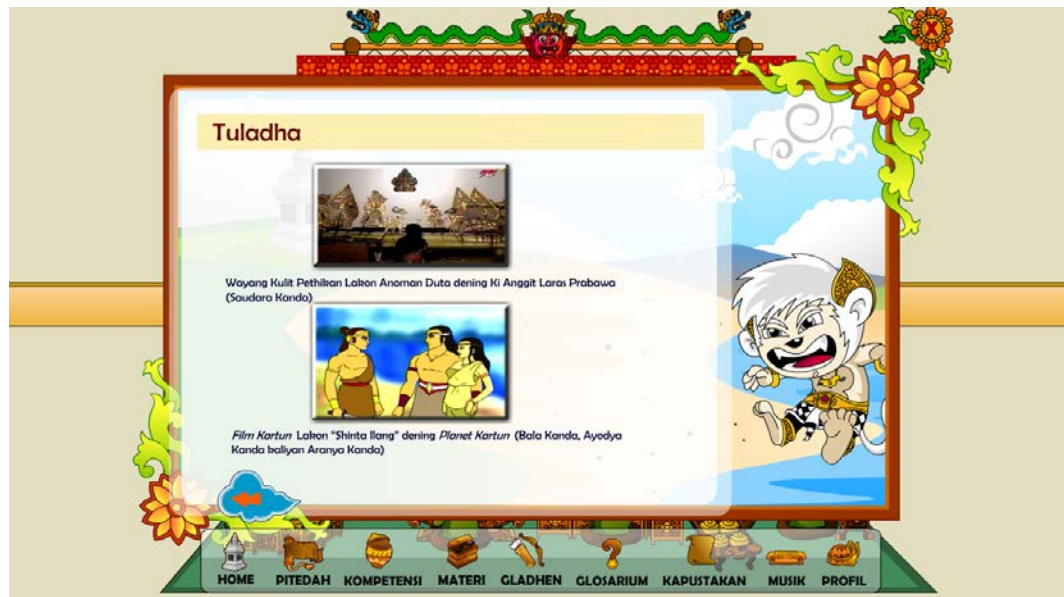 X
Tuladha
Wayang Kulit Pethikan Lakon Anoman Duta dening Ki Anggit Laras Prabawa
(Saudara Kanda)
Film Kartun Lakon "Shinta Ilang" dening Planet Kartun (Bala Kanda, Ayodya
Kanda kaliyan Aranya Kanda)
HOME PITEDAH KOMPETENSI MATERI GLADHEN GLOSARIUM KAPUSTAKAN MUSIK PROFIL